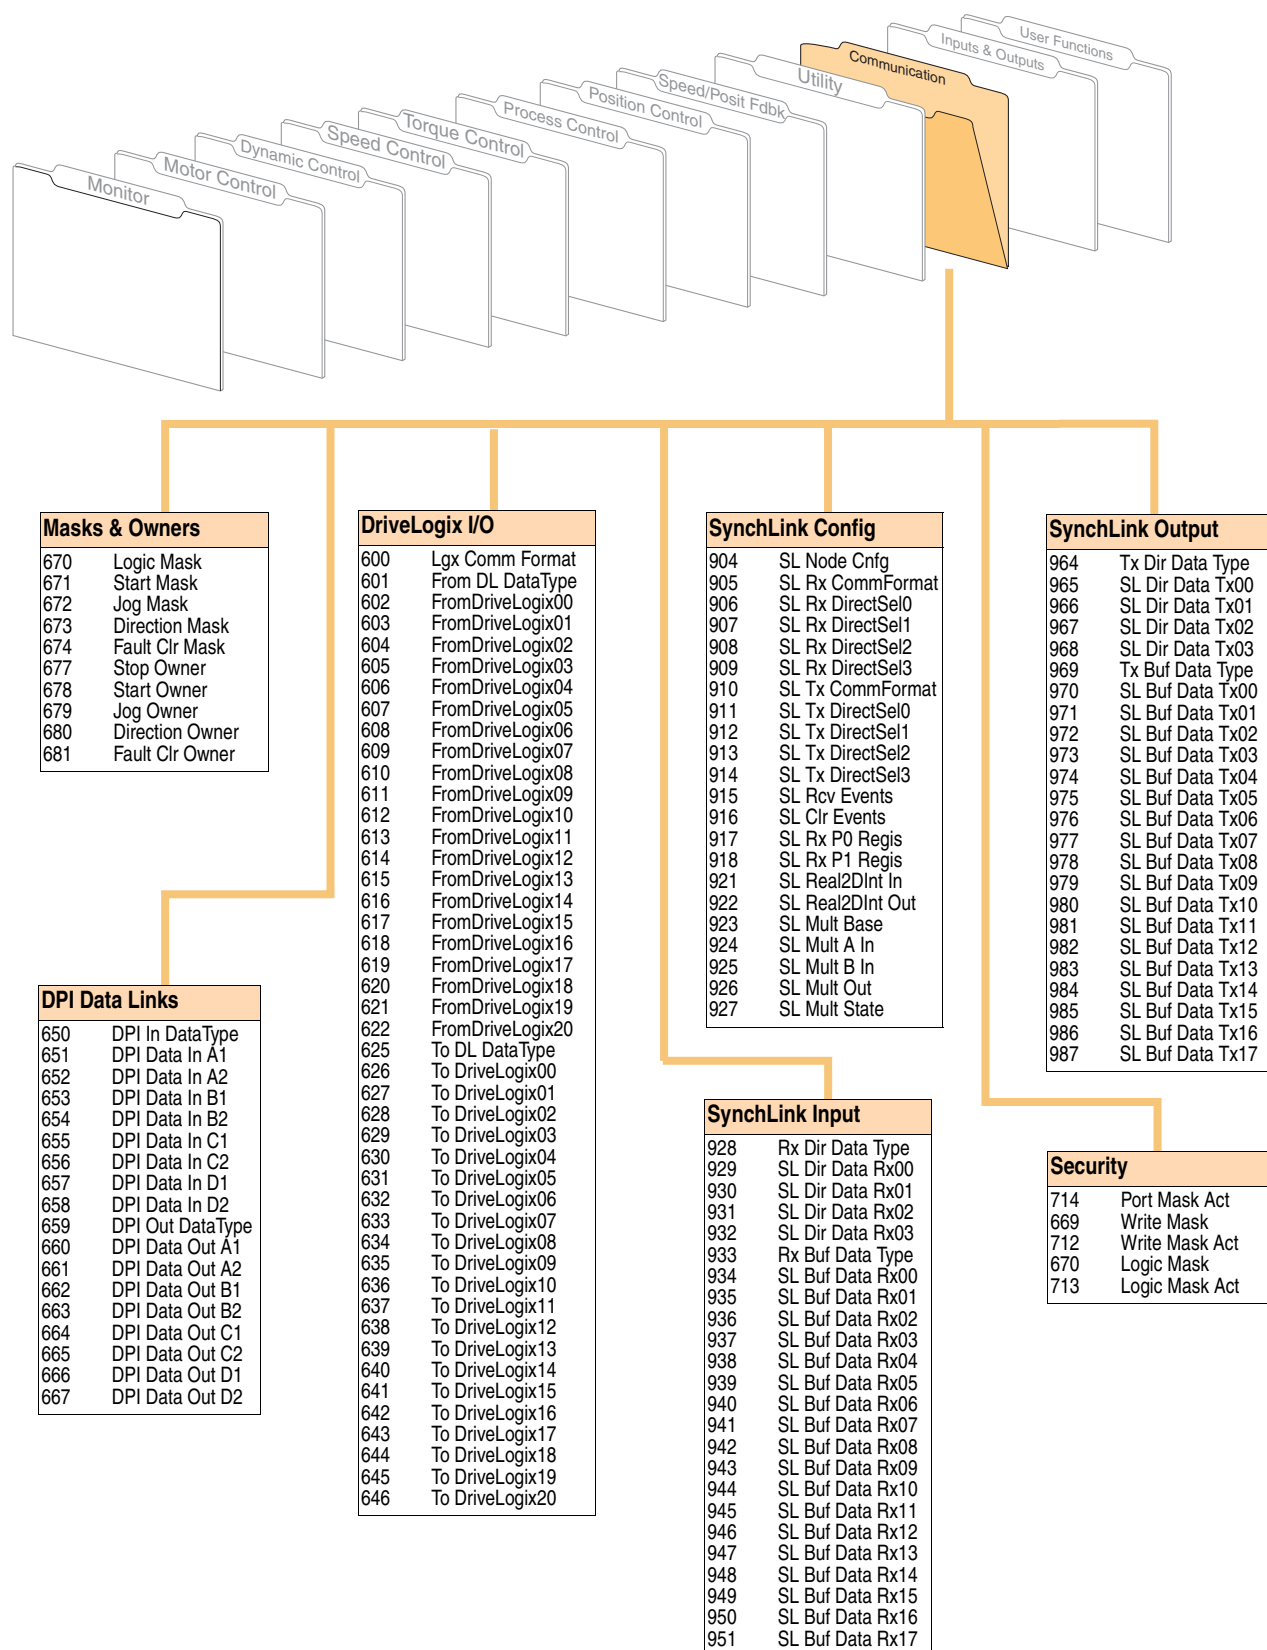 Monitor
Motor Control
Dynamic Control
Speed Control
Torque Control
Process Control
Position Control
Speed/Posit Fdbk
Utility
Communication
Inputs & Outputs
User Functions
Masks & Owners
670 Logic Mask
671 Start Mask
672 Jog Mask
673 Direction Mask
674 Fault Clr Mask
677 Stop Owner
678 Start Owner
679 Jog Owner
680 Direction Owner
681 Fault Clr Owner
DPI Data Links
650 DPI In DataType
651 DPI Data In A1
652 DPI Data In A2
653 DPI Data In B1
654 DPI Data In B2
655 DPI Data In C1
656 DPI Data In C2
657 DPI Data In D1
658 DPI Data In D2
659 DPI Out DataType
660 DPI Data Out A1
661 DPI Data Out A2
662 DPI Data Out B1
663 DPI Data Out B2
664 DPI Data Out C1
665 DPI Data Out C2
666 DPI Data Out D1
667 DPI Data Out D2
DriveLogix I/O
600 Lgx Comm Format
601 From DL DataType
602 FromDriveLogix00
603 FromDriveLogix01
604 FromDriveLogix02
605 FromDriveLogix03
606 FromDriveLogix04
607 FromDriveLogix05
608 FromDriveLogix06
609 FromDriveLogix07
610 FromDriveLogix08
611 FromDriveLogix09
612 FromDriveLogix10
613 FromDriveLogix11
614 FromDriveLogix12
615 FromDriveLogix13
616 FromDriveLogix14
617 FromDriveLogix15
618 FromDriveLogix16
619 FromDriveLogix17
620 FromDriveLogix18
621 FromDriveLogix19
622 FromDriveLogix20
625 To DL DataType
626 To DriveLogix00
627 To DriveLogix01
628 To DriveLogix02
629 To DriveLogix03
630 To DriveLogix04
631 To DriveLogix05
632 To DriveLogix06
633 To DriveLogix07
634 To DriveLogix08
635 To DriveLogix09
636 To DriveLogix10
637 To DriveLogix11
638 To DriveLogix12
639 To DriveLogix13
640 To DriveLogix14
641 To DriveLogix15
642 To DriveLogix16
643 To DriveLogix17
644 To DriveLogix18
645 To DriveLogix19
646 To DriveLogix20
SynchLink Config
904 SL Node Cnfg
905 SL Rx CommFormat
906 SL Rx DirectSel0
907 SL Rx DirectSel1
908 SL Rx DirectSel2
909 SL Rx DirectSel3
910 SL Tx CommFormat
911 SL Tx DirectSel0
912 SL Tx DirectSel1
913 SL Tx DirectSel2
914 SL Tx DirectSel3
915 SL Rcv Events
916 SL Clr Events
917 SL Rx P0 Regis
918 SL Rx P1 Regis
921 SL Real2DInt In
922 SL Real2DInt Out
923 SL Mult Base
924 SL Mult A In
925 SL Mult B In
926 SL Mult Out
927 SL Mult State
SynchLink Input
928 Rx Dir Data Type
929 SL Dir Data Rx00
930 SL Dir Data Rx01
931 SL Dir Data Rx02
932 SL Dir Data Rx03
933 Rx Buf Data Type
934 SL Buf Data Rx00
935 SL Buf Data Rx01
936 SL Buf Data Rx02
937 SL Buf Data Rx03
938 SL Buf Data Rx04
939 SL Buf Data Rx05
940 SL Buf Data Rx06
941 SL Buf Data Rx07
942 SL Buf Data Rx08
943 SL Buf Data Rx09
944 SL Buf Data Rx10
945 SL Buf Data Rx11
946 SL Buf Data Rx12
947 SL Buf Data Rx13
948 SL Buf Data Rx14
949 SL Buf Data Rx15
950 SL Buf Data Rx16
951 SL Buf Data Rx17
SynchLink Output
964 Tx Dir Data Type
965 SL Dir Data Tx00
966 SL Dir Data Tx01
967 SL Dir Data Tx02
968 SL Dir Data Tx03
969 Tx Buf Data Type
970 SL Buf Data Tx00
971 SL Buf Data Tx01
972 SL Buf Data Tx02
973 SL Buf Data Tx03
974 SL Buf Data Tx04
975 SL Buf Data Tx05
976 SL Buf Data Tx06
977 SL Buf Data Tx07
978 SL Buf Data Tx08
979 SL Buf Data Tx09
980 SL Buf Data Tx10
981 SL Buf Data Tx11
982 SL Buf Data Tx12
983 SL Buf Data Tx13
984 SL Buf Data Tx14
985 SL Buf Data Tx15
986 SL Buf Data Tx16
987 SL Buf Data Tx17
Security
714 Port Mask Act
669 Write Mask
712 Write Mask Act
670 Logic Mask
713 Logic Mask Act